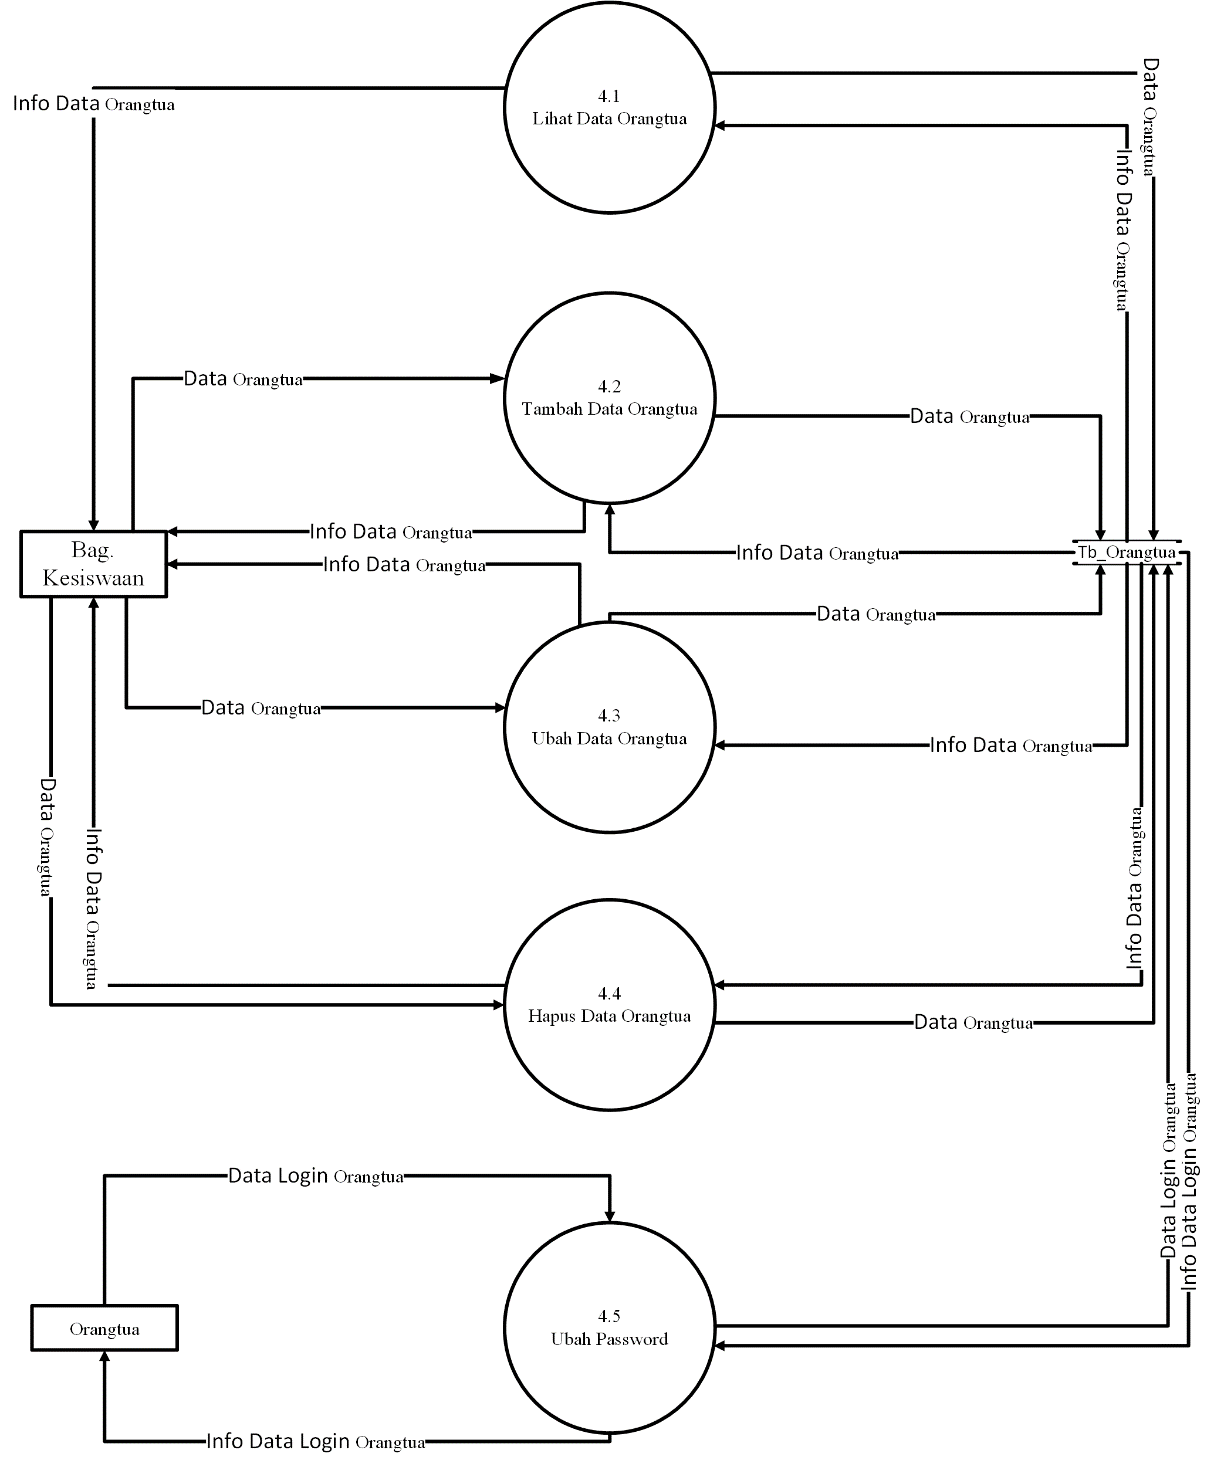 4.1
Lihat Data Orangtua
Info Data Orangtua
Data Orangtua
Info Data Orangtua
4.2
Tambah Data Orangtua
Data Orangtua
Data Orangtua
Info Data Orangtua
Info Data Orangtua
Bag.
Kesiswaan
Tb_Orangtua
Info Data Orangtua
Data Orangtua
4.3
Ubah Data Orangtua
Data Orangtua
Info Data Orangtua
Data Orangtua
Info Data Orangtua
Info Data Orangtua
4.4
Hapus Data Orangtua
Data Orangtua
Data Login Orangtua
Info Data Login Orangtua
Data Login Orangtua
4.5
Ubah Password
Orangtua
Info Data Login Orangtua